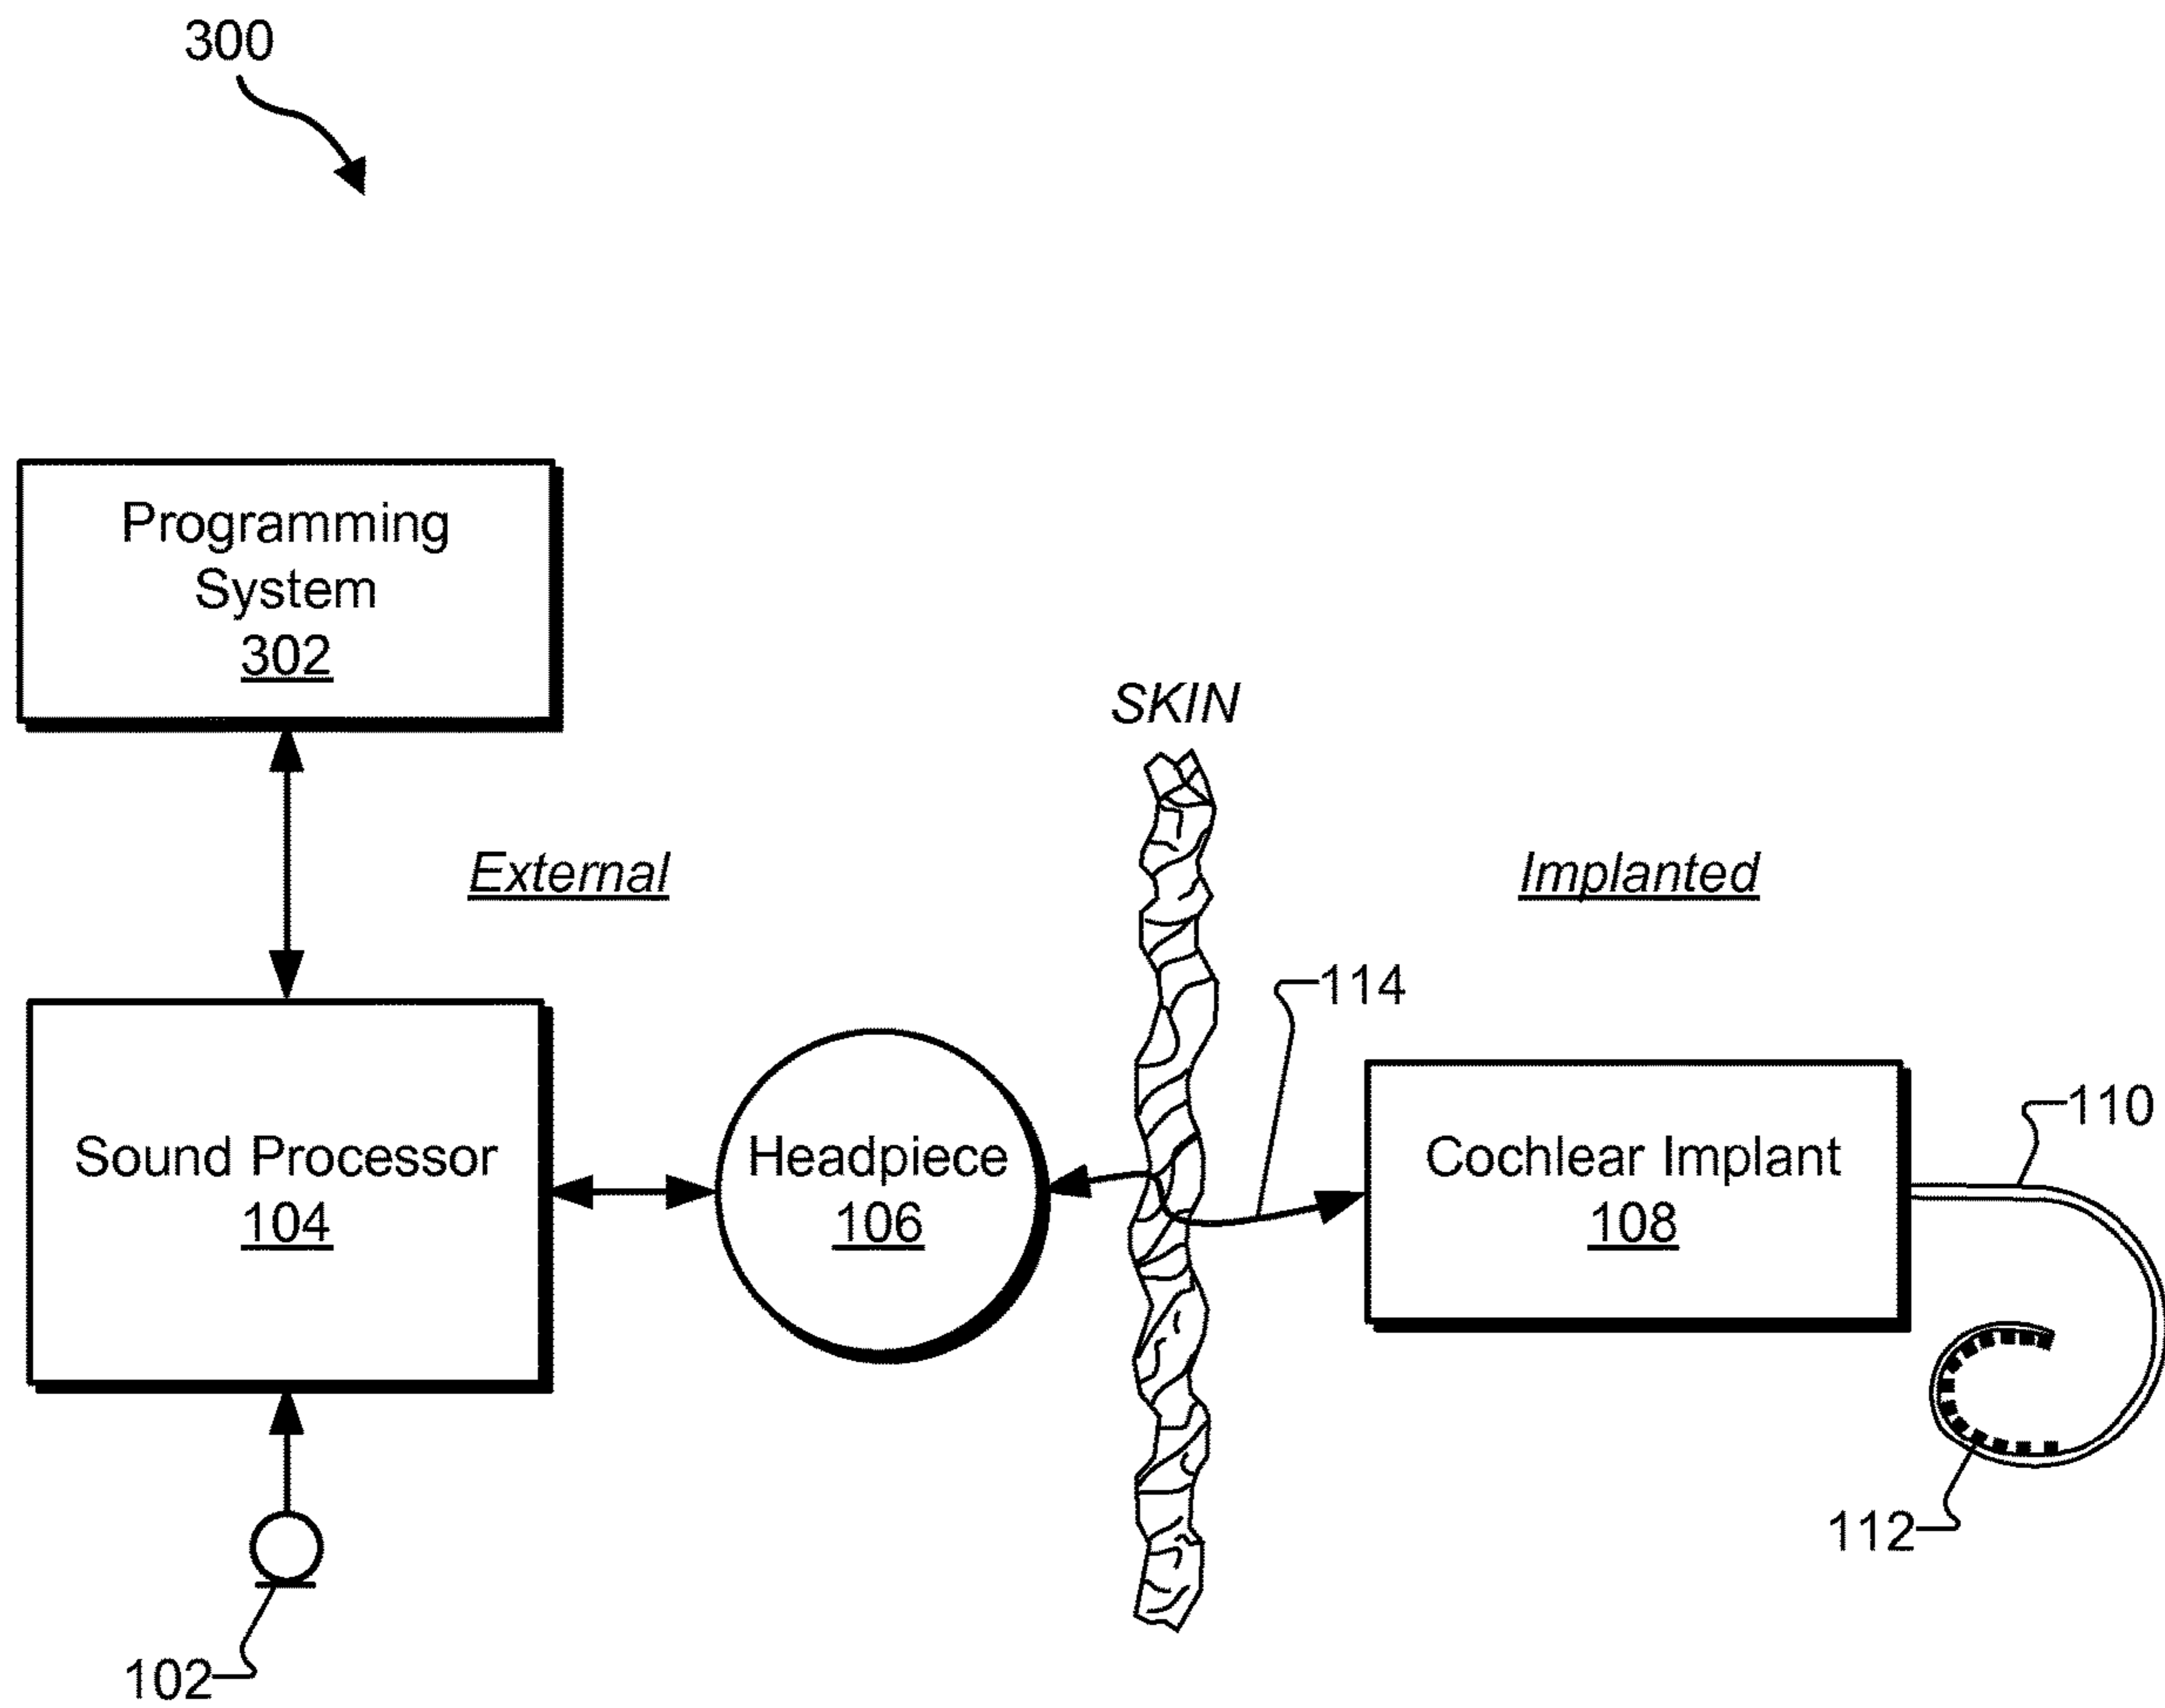 300
Programming
System
302
SKIN
External
Implanted
114
110
Sound Processor
104
Headpiece
106
Cochlear Implant
108
112
102